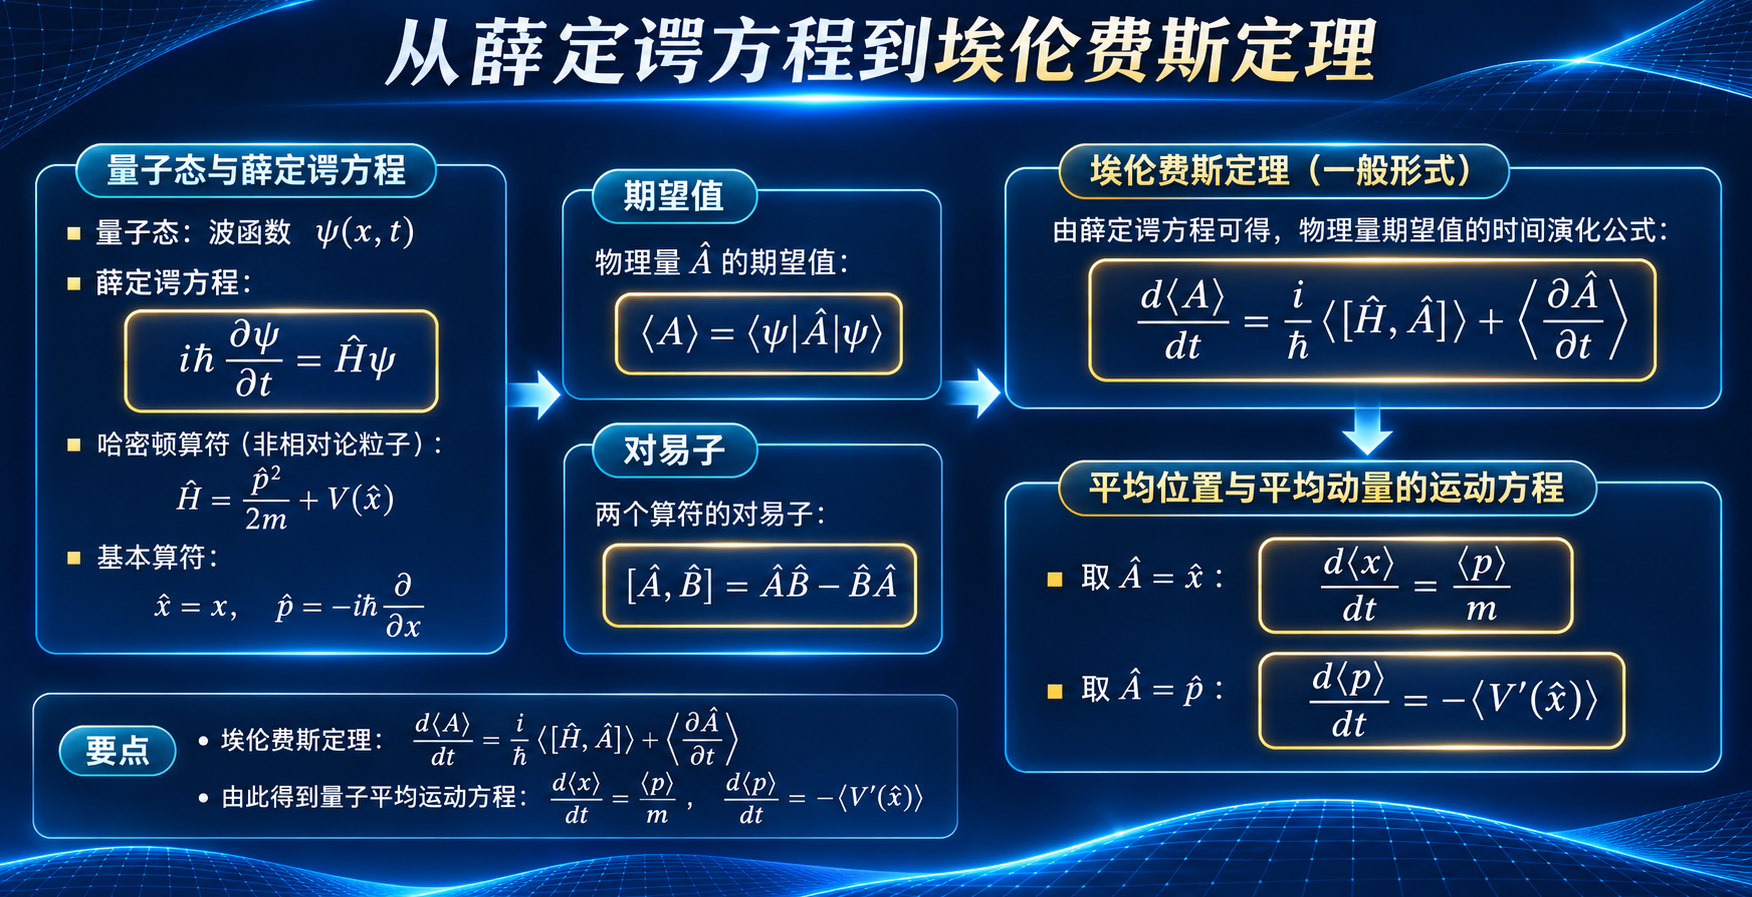 从薛定谔方程到埃伦费斯定理
量子态与薛定谔方程
量子态：波函数 ψ(x, t)
薛定谔方程：
iħ ∂ψ/∂t = Ĥψ
哈密顿算符（非相对论粒子）：
Ĥ = p̂²/2m + V(x̂)
基本算符：
x̂ = x, p̂ = −iħ ∂/∂x
期望值
物理量 Â 的期望值：
⟨A⟩ = ⟨ψ|Â|ψ⟩
对易子
两个算符的对易子：
[Â, B̂] = ÂB̂ − B̂Â
埃伦费斯定理（一般形式）
由薛定谔方程可得，物理量期望值的时间演化公式：
d⟨A⟩/dt = i/ħ ⟨[Ĥ, Â]⟩ + ⟨∂Â/∂t⟩
平均位置与平均动量的运动方程
取 Â = x̂ : d⟨x⟩/dt = ⟨p⟩/m
取 Â = p̂ : d⟨p⟩/dt = −⟨V′(x̂)⟩
要点
• 埃伦费斯定理： d⟨A⟩/dt = i/ħ ⟨[Ĥ, Â]⟩ + ⟨∂Â/∂t⟩
• 由此得到量子平均运动方程： d⟨x⟩/dt = ⟨p⟩/m , d⟨p⟩/dt = −⟨V′(x̂)⟩